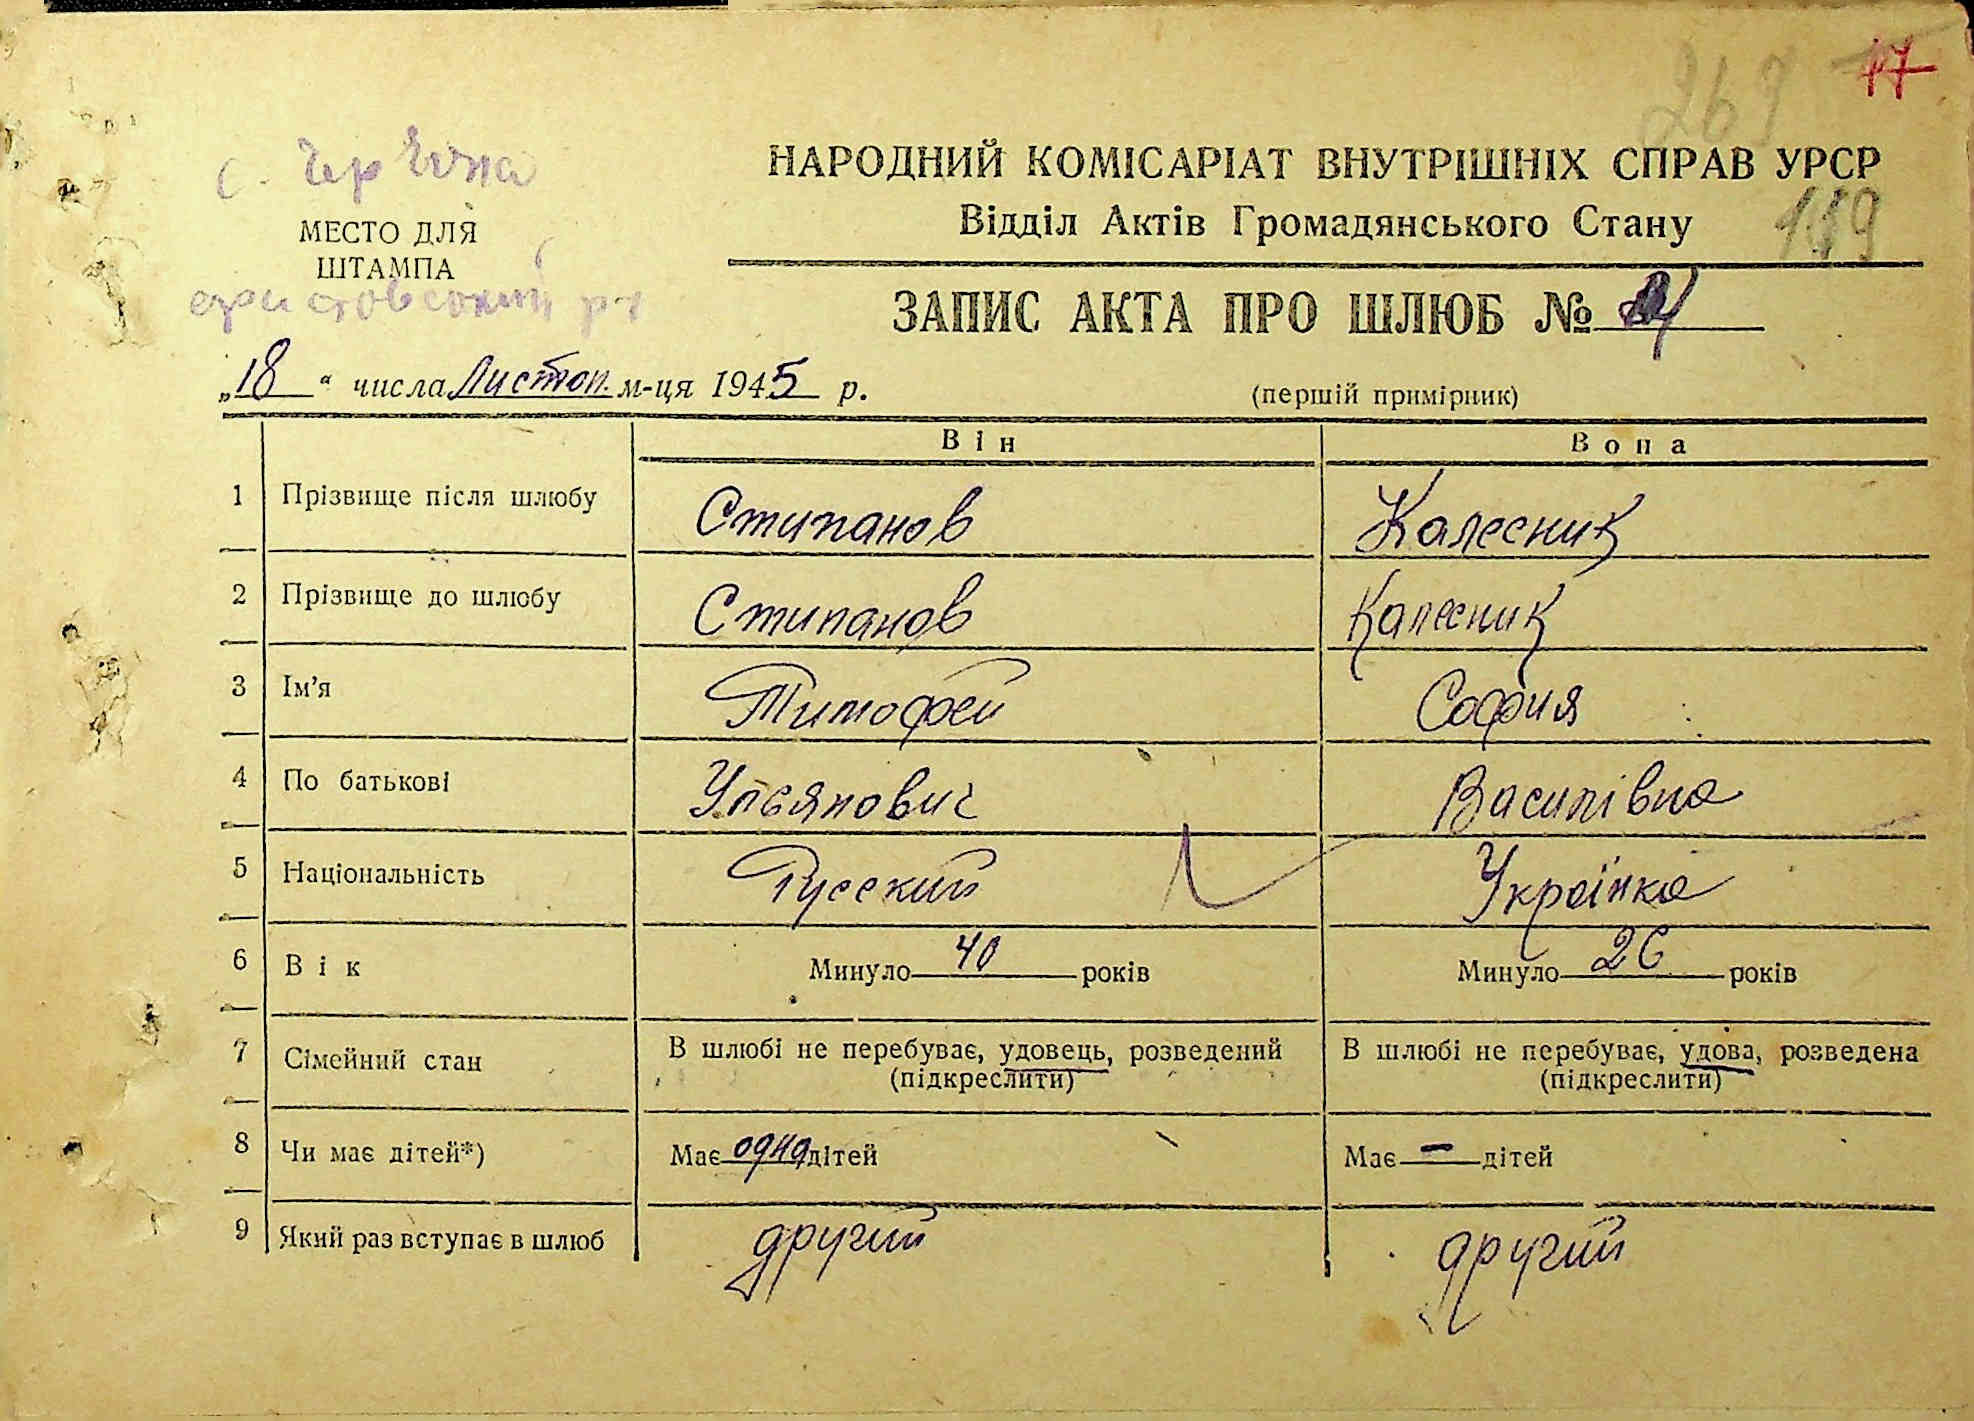 17
269
НАРОДНИЙ КОМІСАРІАТ ВНУТРІШНІХ СПРАВ УРСР
Відділ Актів Громадянського Стану
159
МЕСТО ДЛЯ
ШТАМПА
ЗАПИС АКТА ПРО ШЛЮБ №
„18" числа Листоп. м-ця 1945 р.
(перший примірник)
Він Вона
1 Прізвище після шлюбу Стипанов Калесник
2 Прізвище до шлюбу Стипанов Калесник
3 Ім'я Тимофей София
4 По батькові Ульянович Василівна
5 Національність Русский Українка
6 Вік Минуло 40 років Минуло 26 років
7 Сімейний стан В шлюбі не перебуває, удовець, розведений В шлюбі не перебуває, удова, розведена
(підкреслити) (підкреслити)
8 Чи має дітей*) Має одно дітей Має — дітей
9 Який раз вступає в шлюб другий другий